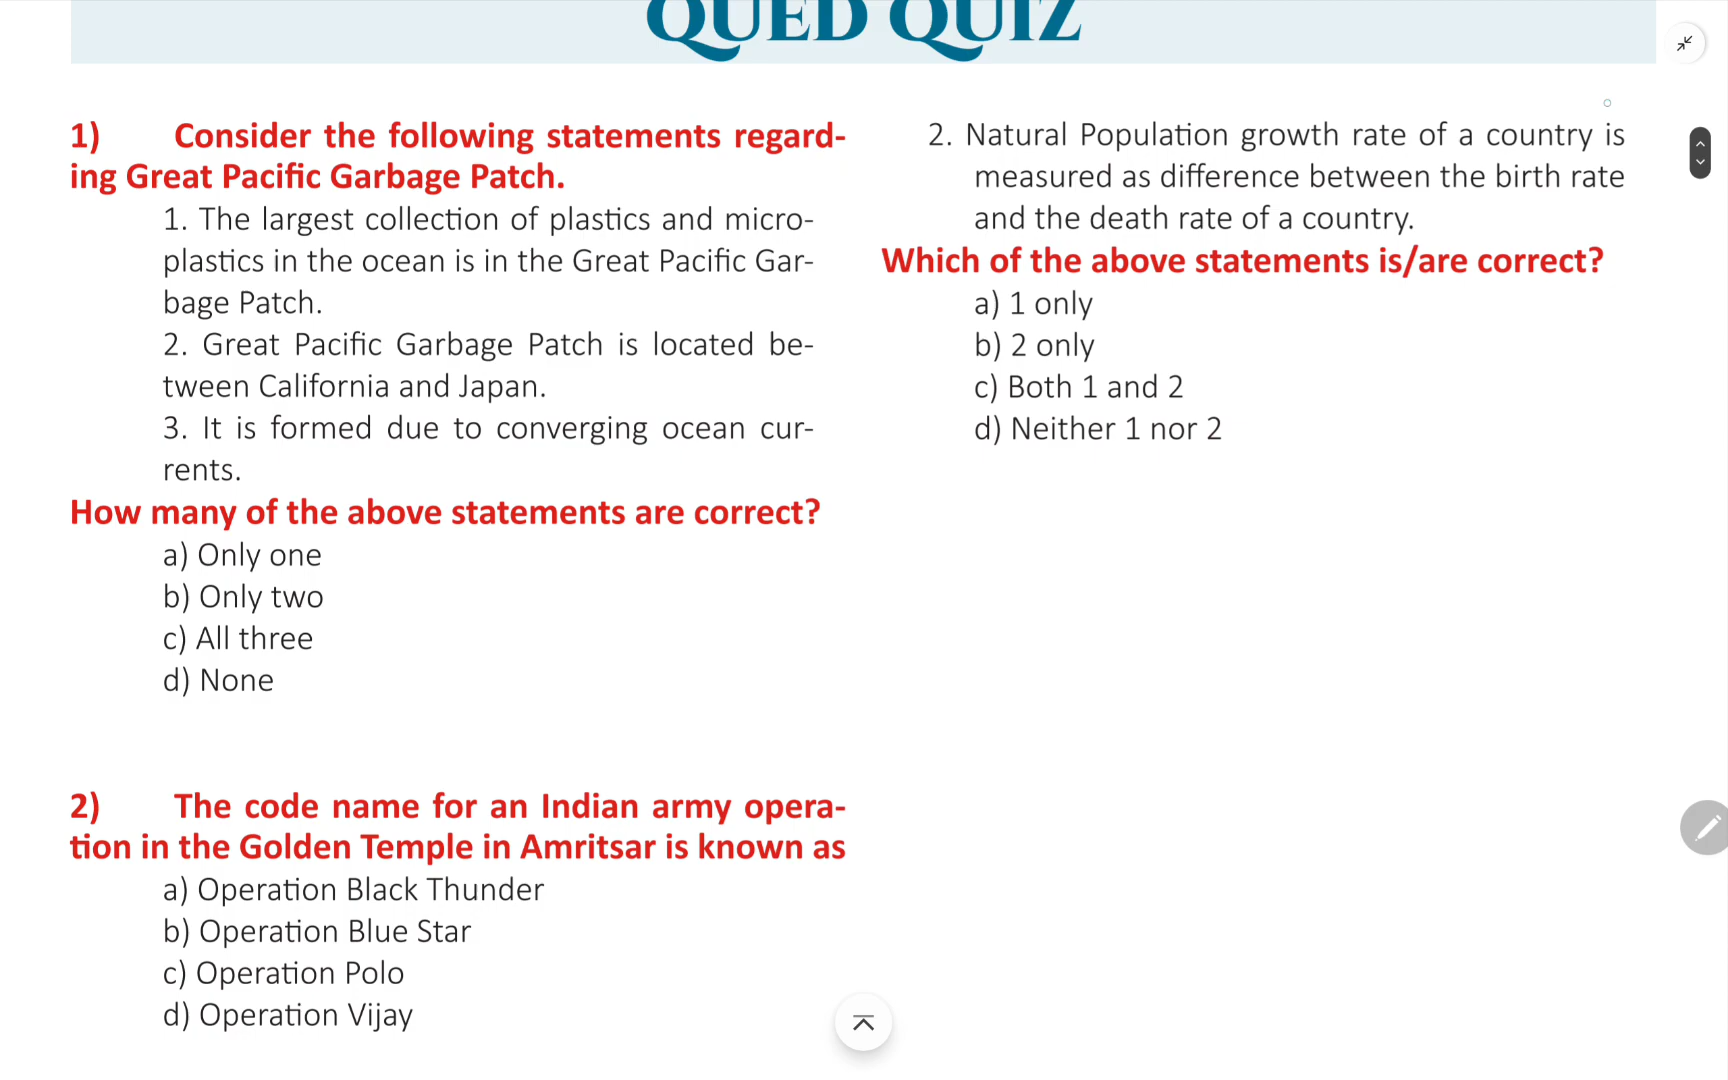 QUED QUIZ
1) Consider the following statements regard-
ing Great Pacific Garbage Patch.
1. The largest collection of plastics and micro-
plastics in the ocean is in the Great Pacific Gar-
bage Patch.
2. Great Pacific Garbage Patch is located be-
tween California and Japan.
3. It is formed due to converging ocean cur-
rents.
How many of the above statements are correct?
a) Only one
b) Only two
c) All three
d) None
2) The code name for an Indian army opera-
tion in the Golden Temple in Amritsar is known as
a) Operation Black Thunder
b) Operation Blue Star
c) Operation Polo
d) Operation Vijay
2. Natural Population growth rate of a country is
measured as difference between the birth rate
and the death rate of a country.
Which of the above statements is/are correct?
a) 1 only
b) 2 only
c) Both 1 and 2
d) Neither 1 nor 2